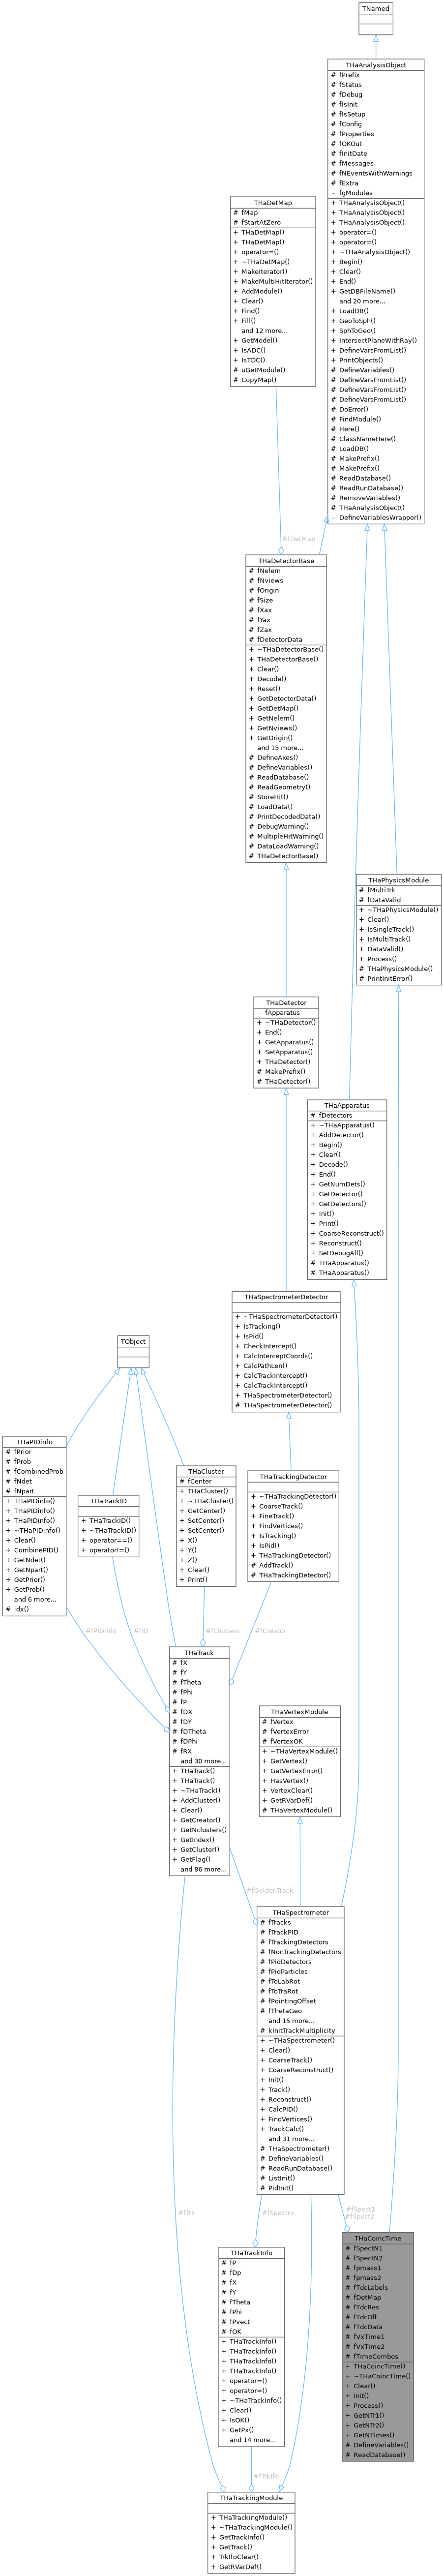 TNamed
THaAnalysisObject
# fPrefix
# fStatus
# fDebug
# fIsInit
# fIsSetup
# fConfig
# fProperties
# fOKOut
# fInitDate
# fMessages
# fNEventsWithWarnings
# fExtra
- fgModules
+ THaAnalysisObject()
+ THaAnalysisObject()
+ THaAnalysisObject()
+ operator=()
+ operator=()
+ ~THaAnalysisObject()
+ Begin()
+ Clear()
+ End()
+ GetDBFileName()
and 20 more...
+ LoadDB()
+ GeoToSph()
+ SphToGeo()
+ IntersectPlaneWithRay()
+ DefineVarsFromList()
+ PrintObjects()
# DefineVariables()
# DefineVarsFromList()
# DefineVarsFromList()
# DefineVarsFromList()
# DoError()
# FindModule()
# Here()
# ClassNameHere()
# LoadDB()
# MakePrefix()
# MakePrefix()
# ReadDatabase()
# ReadRunDatabase()
# RemoveVariables()
# THaAnalysisObject()
- DefineVariablesWrapper()
THaDetMap
# fMap
# fStartAtZero
+ THaDetMap()
+ THaDetMap()
+ operator=()
+ ~THaDetMap()
+ MakeIterator()
+ MakeMultiHitIterator()
+ AddModule()
+ Clear()
+ Find()
+ Fill()
and 12 more...
+ GetModel()
+ IsADC()
+ IsTDC()
# uGetModule()
# CopyMap()
#fDetMap
THaDetectorBase
# fNelem
# fNviews
# fOrigin
# fSize
# fXax
# fYax
# fZax
# fDetectorData
+ ~THaDetectorBase()
+ THaDetectorBase()
+ Clear()
+ Decode()
+ Reset()
+ GetDetectorData()
+ GetDetMap()
+ GetNelem()
+ GetNviews()
+ GetOrigin()
and 15 more...
# DefineAxes()
# DefineVariables()
# ReadDatabase()
# ReadGeometry()
# StoreHit()
# LoadData()
# PrintDecodedData()
# DebugWarning()
# MultipleHitWarning()
# DataLoadWarning()
# THaDetectorBase()
THaPhysicsModule
# fMultiTrk
# fDataValid
+ ~THaPhysicsModule()
+ Clear()
+ IsSingleTrack()
+ IsMultiTrack()
+ DataValid()
+ Process()
# THaPhysicsModule()
# PrintInitError()
THaDetector
- fApparatus
+ ~THaDetector()
+ End()
+ GetApparatus()
+ SetApparatus()
+ THaDetector()
# MakePrefix()
# THaDetector()
THaApparatus
# fDetectors
+ ~THaApparatus()
+ AddDetector()
+ Begin()
+ Clear()
+ Decode()
+ End()
+ GetNumDets()
+ GetDetector()
+ GetDetectors()
+ Init()
+ Print()
+ CoarseReconstruct()
+ Reconstruct()
+ SetDebugAll()
# THaApparatus()
# THaApparatus()
THaSpectrometerDetector
+ ~THaSpectrometerDetector()
+ IsTracking()
+ IsPid()
+ CheckIntercept()
+ CalcInterceptCoords()
+ CalcPathLen()
+ CalcTrackIntercept()
+ CalcTrackIntercept()
+ THaSpectrometerDetector()
# THaSpectrometerDetector()
TObject
THaPIDinfo
# fPrior
# fProb
# fCombinedProb
# fNdet
# fNpart
+ THaPIDinfo()
+ THaPIDinfo()
+ THaPIDinfo()
+ ~THaPIDinfo()
+ Clear()
+ CombinePID()
+ GetNdet()
+ GetNpart()
+ GetPrior()
+ GetProb()
and 6 more...
# idx()
THaTrackID
+ THaTrackID()
+ ~THaTrackID()
+ operator==()
+ operator!=()
THaCluster
# fCenter
+ THaCluster()
+ ~THaCluster()
+ GetCenter()
+ SetCenter()
+ SetCenter()
+ X()
+ Y()
+ Z()
+ Clear()
+ Print()
THaTrackingDetector
+ ~THaTrackingDetector()
+ CoarseTrack()
+ FineTrack()
+ FindVertices()
+ IsTracking()
+ IsPid()
+ THaTrackingDetector()
# AddTrack()
# THaTrackingDetector()
#fPIDinfo
#fID
#fClusters
#fCreator
THaTrack
# fX
# fY
# fTheta
# fPhi
# fP
# fDX
# fDY
# fDTheta
# fDPhi
# fRX
and 30 more...
+ THaTrack()
+ THaTrack()
+ ~THaTrack()
+ AddCluster()
+ Clear()
+ GetCreator()
+ GetNclusters()
+ GetIndex()
+ GetCluster()
+ GetFlag()
and 86 more...
THaVertexModule
# fVertex
# fVertexError
# fVertexOK
+ ~THaVertexModule()
+ GetVertex()
+ GetVertexError()
+ HasVertex()
+ VertexClear()
+ GetRVarDef()
# THaVertexModule()
#fGoldenTrack
THaSpectrometer
# fTracks
# fTrackPID
# fTrackingDetectors
# fNonTrackingDetectors
# fPidDetectors
# fPidParticles
# fToLabRot
# fToTraRot
# fPointingOffset
# fThetaGeo
and 15 more...
# kInitTrackMultiplicity
+ ~THaSpectrometer()
+ Clear()
+ CoarseTrack()
+ CoarseReconstruct()
+ Init()
+ Track()
+ Reconstruct()
+ CalcPID()
+ FindVertices()
+ TrackCalc()
and 31 more...
# THaSpectrometer()
# DefineVariables()
# ReadRunDatabase()
# ListInit()
# PidInit()
#fTrk
#fSpectro
#fSpect1
#fSpect2
THaCoincTime
# fSpectN1
# fSpectN2
# fpmass1
# fpmass2
# fTdcLabels
# fDetMap
# fTdcRes
# fTdcOff
# fTdcData
# fVxTime1
# fVxTime2
# fTimeCombos
+ THaCoincTime()
+ ~THaCoincTime()
+ Clear()
+ Init()
+ Process()
+ GetNTr1()
+ GetNTr2()
+ GetNTimes()
# DefineVariables()
# ReadDatabase()
THaTrackInfo
# fP
# fDp
# fX
# fY
# fTheta
# fPhi
# fPvect
# fOK
+ THaTrackInfo()
+ THaTrackInfo()
+ THaTrackInfo()
+ THaTrackInfo()
+ operator=()
+ operator=()
+ ~THaTrackInfo()
+ Clear()
+ IsOK()
+ GetPx()
and 14 more...
#fTrkIfo
THaTrackingModule
+ THaTrackingModule()
+ ~THaTrackingModule()
+ GetTrackInfo()
+ GetTrack()
+ TrkIfoClear()
+ GetRVarDef()